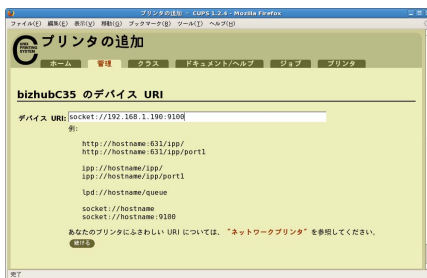 プリンタの追加 - CUPS 1.2.4 - Mozilla Firefox
ファイル(F) 編集(E) 表示(V) 移動(G) ブックマーク(B) ツール(T) ヘルプ(H)
UNIX PRINTING SYSTEM
プリンタの追加
ホーム 管理 クラス ドキュメント/ヘルプ ジョブ プリンタ
bizhubC35 のデバイス URI
デバイス URI: socket://192.168.1.190:9100
例:
http://hostname:631/ipp/
http://hostname:631/ipp/port1
ipp://hostname/ipp/
ipp://hostname/ipp/port1
lpd://hostname/queue
socket://hostname
socket://hostname:9100
あなたのプリンタにふさわしい URI については、 "ネットワークプリンタ" を参照してください。
続ける
完了